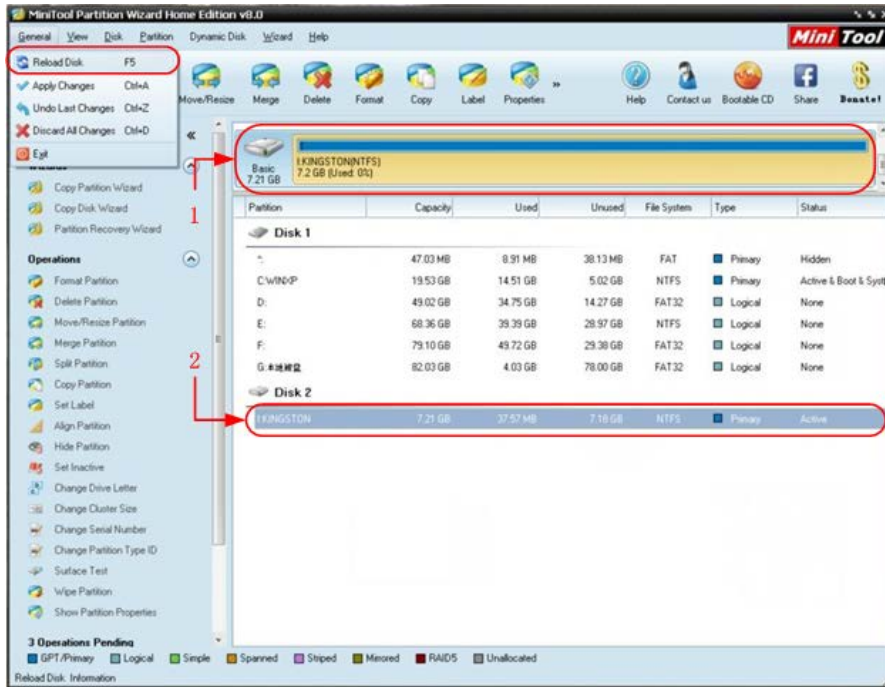 MiniTool Partition Wizard Home Edition v8.0
General View Disk Partition Dynamic Disk Wizard Help
Mini Tool
Reload Disk F5
Apply Changes Ctrl+A
Undo Last Changes Ctrl+Z
Discard All Changes Ctrl+D
Exit
Move/Resize Merge Delete Format Copy Label Properties » Help Contact us Bootable CD Share Donate!
«
1
Basic
7.21 GB
I:KINGSTON(NTFS)
7.2 GB (Used: 0%)
Wizards
Copy Partition Wizard
Copy Disk Wizard
Partition Recovery Wizard
Operations
Format Partition
Delete Partition
Move/Resize Partition
Merge Partition
Split Partition
Copy Partition
Set Label
Align Partition
Hide Partition
Set Inactive
Change Drive Letter
Change Cluster Size
Change Serial Number
Change Partition Type ID
Surface Test
Wipe Partition
Show Partition Properties
3 Operations Pending
2
Partition Capacity Used Unused File System Type Status
Disk 1
*: 47.03 MB 8.91 MB 38.13 MB FAT Primary Hidden
C:WINXP 19.53 GB 14.51 GB 5.02 GB NTFS Primary Active & Boot & Syst
D: 49.02 GB 34.75 GB 14.27 GB FAT32 Logical None
E: 68.36 GB 39.39 GB 28.97 GB NTFS Logical None
F: 79.10 GB 49.72 GB 29.38 GB FAT32 Logical None
G:本地磁盘 82.03 GB 4.03 GB 78.00 GB FAT32 Logical None
Disk 2
I:KINGSTON 7.21 GB 37.57 MB 7.18 GB NTFS Primary Active
GPT/Primary Logical Simple Spanned Striped Mirrored RAID5 Unallocated
Reload Disk Information